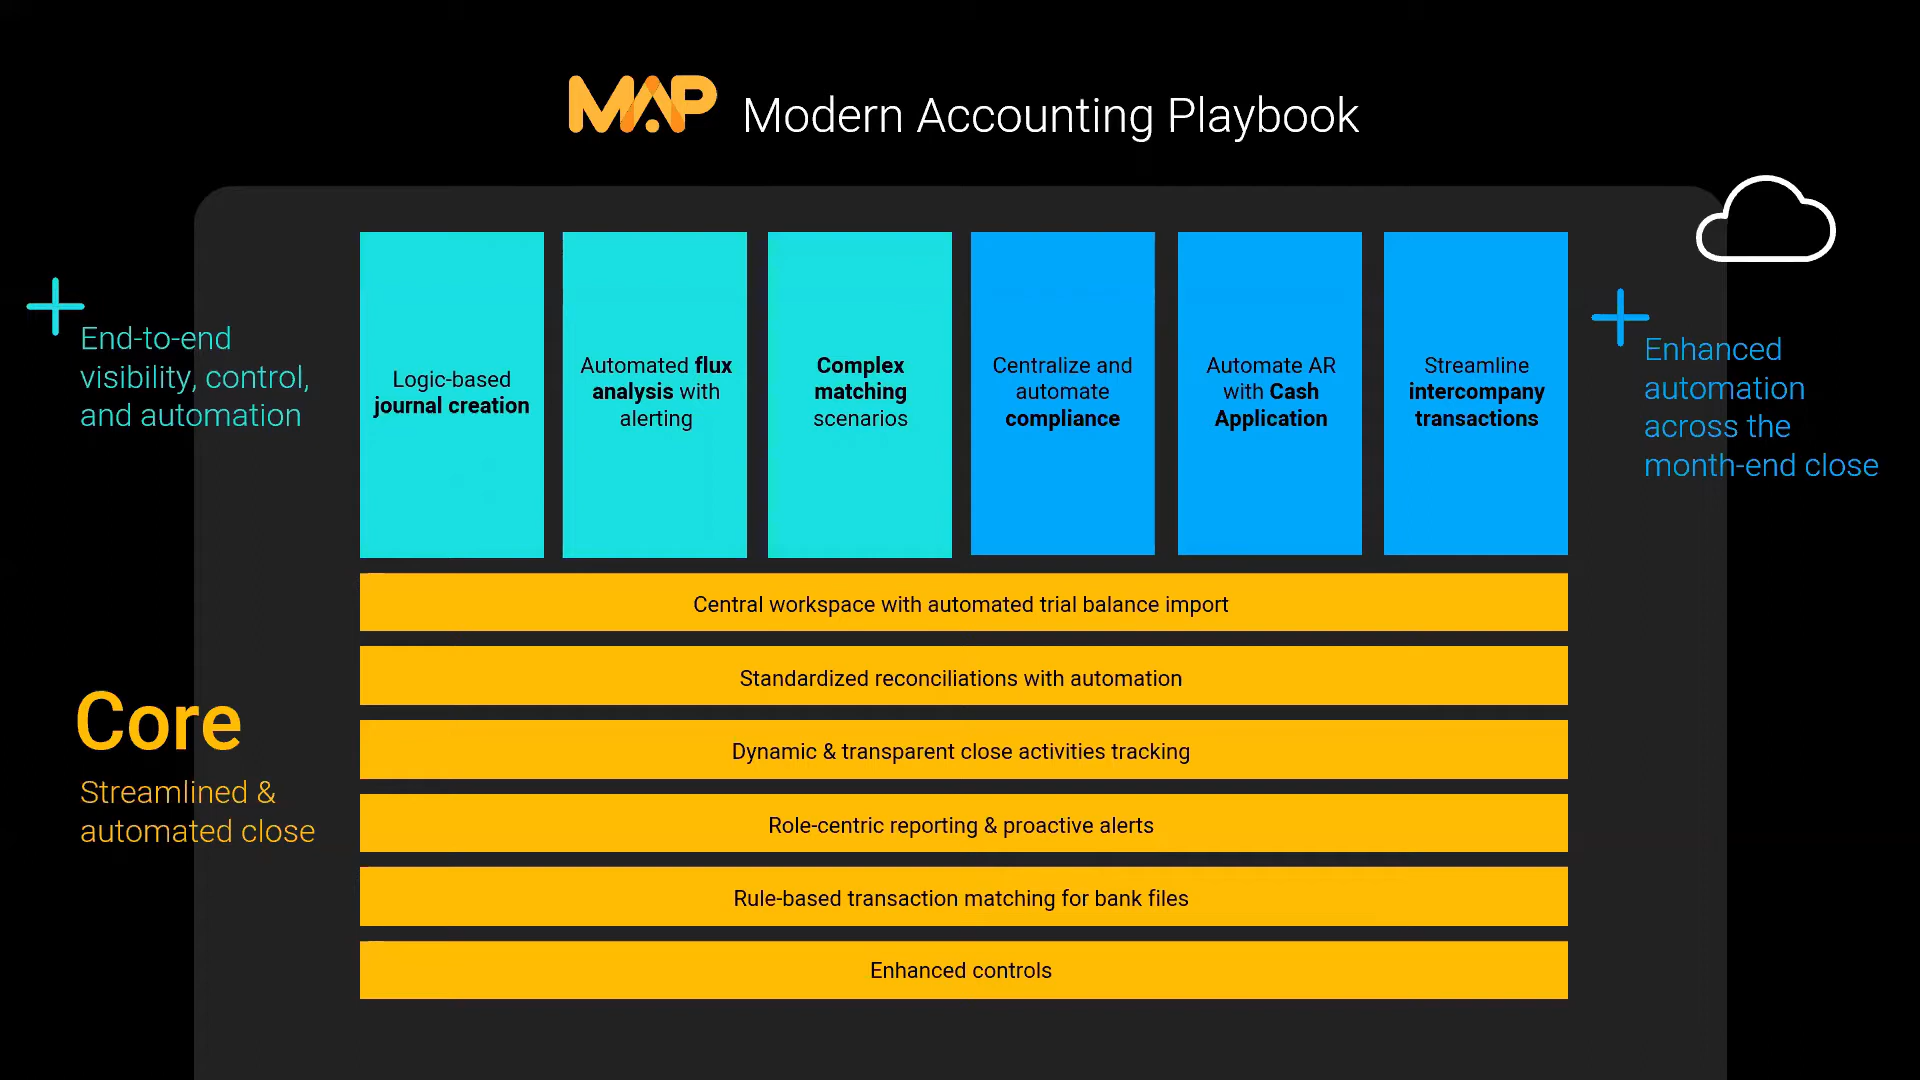 MAP Modern Accounting Playbook
End-to-end
visibility, control,
and automation
Logic-based
journal creation
Automated flux
analysis with
alerting
Complex
matching
scenarios
Centralize and
automate
compliance
Automate AR
with Cash
Application
Streamline
intercompany
transactions
Enhanced
automation
across the
month-end close
Core
Streamlined &
automated close
Central workspace with automated trial balance import
Standardized reconciliations with automation
Dynamic & transparent close activities tracking
Role-centric reporting & proactive alerts
Rule-based transaction matching for bank files
Enhanced controls